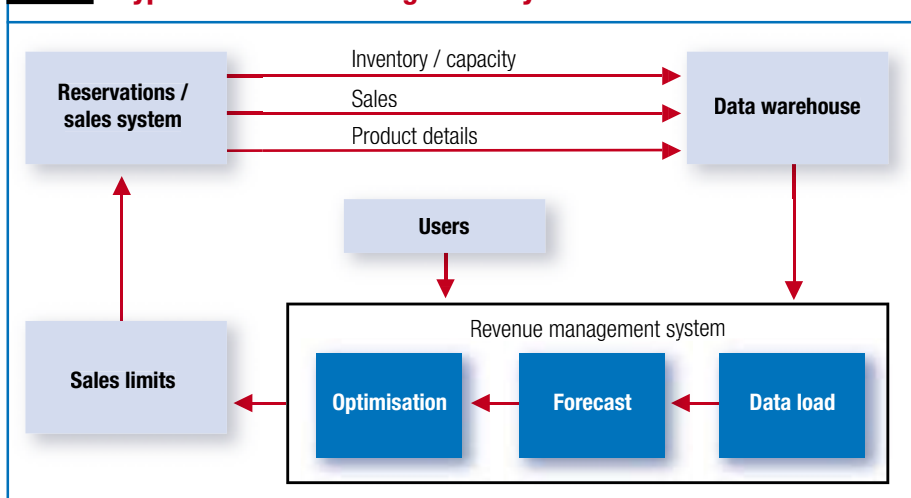 Inventory / capacity
Reservations /
sales system
Sales
Data warehouse
Product details
Users
Revenue management system
Sales limits
Optimisation
Forecast
Data load